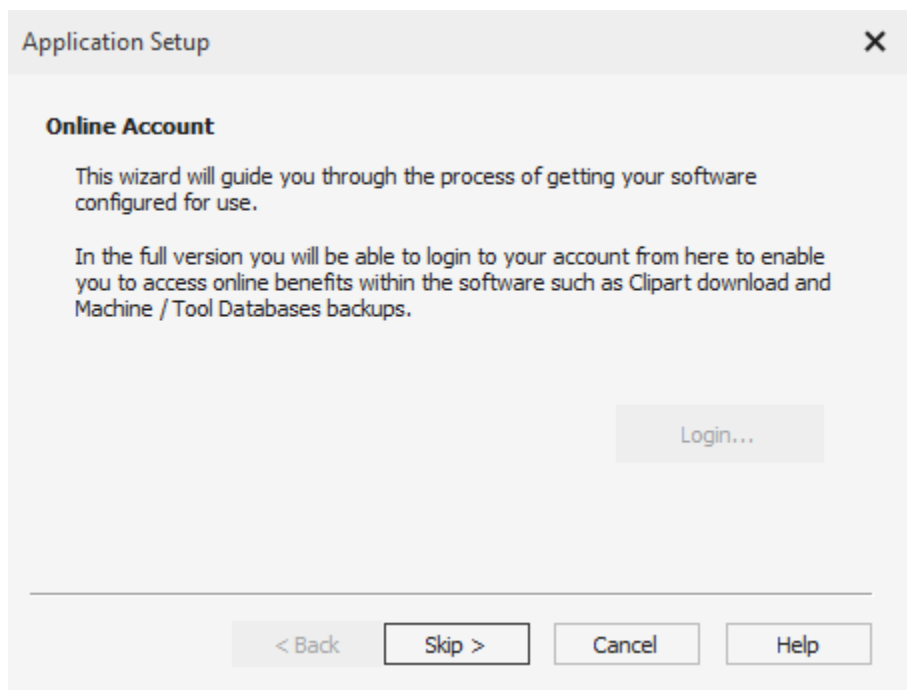 Application Setup
Online Account
This wizard will guide you through the process of getting your software
configured for use.
In the full version you will be able to login to your account from here to enable
you to access online benefits within the software such as Clipart download and
Machine / Tool Databases backups.
Login...
< Back Skip > Cancel Help